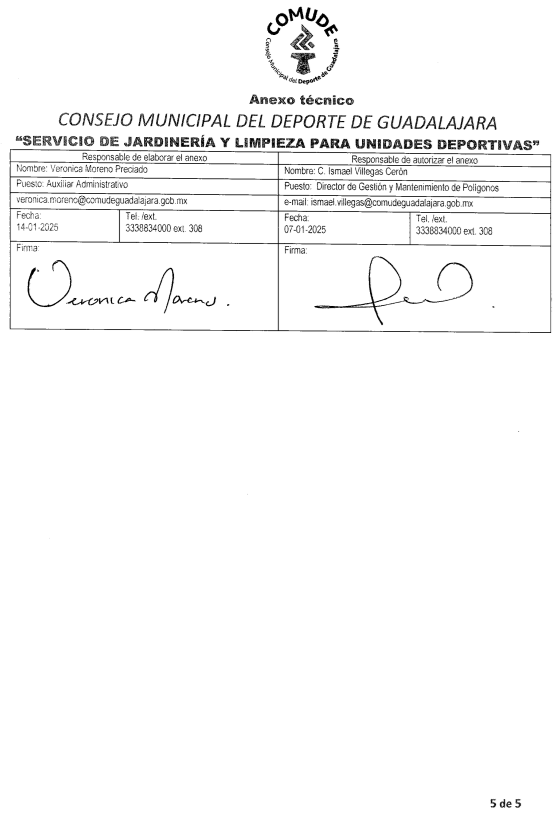 COMUDE
Consejo Municipal del Deporte de Guadalajara
Anexo técnico
CONSEJO MUNICIPAL DEL DEPORTE DE GUADALAJARA
“SERVICIO DE JARDINERÍA Y LIMPIEZA PARA UNIDADES DEPORTIVAS”
Responsable de elaborar el anexo
Nombre: Veronica Moreno Preciado
Puesto: Auxiliar Administrativo
veronica.moreno@comudeguadalajara.gob.mx
Fecha:
14-01-2025
Tel. /ext.
3338834000 ext. 308
Firma:
Veronica Moreno.
Responsable de autorizar el anexo
Nombre: C. Ismael Villegas Cerón
Puesto: Director de Gestión y Mantenimiento de Polígonos
e-mail: ismael.villegas@comudeguadalajara.gob.mx
Fecha:
07-01-2025
Tel. /ext.
3338834000 ext. 308
Firma:
5 de 5